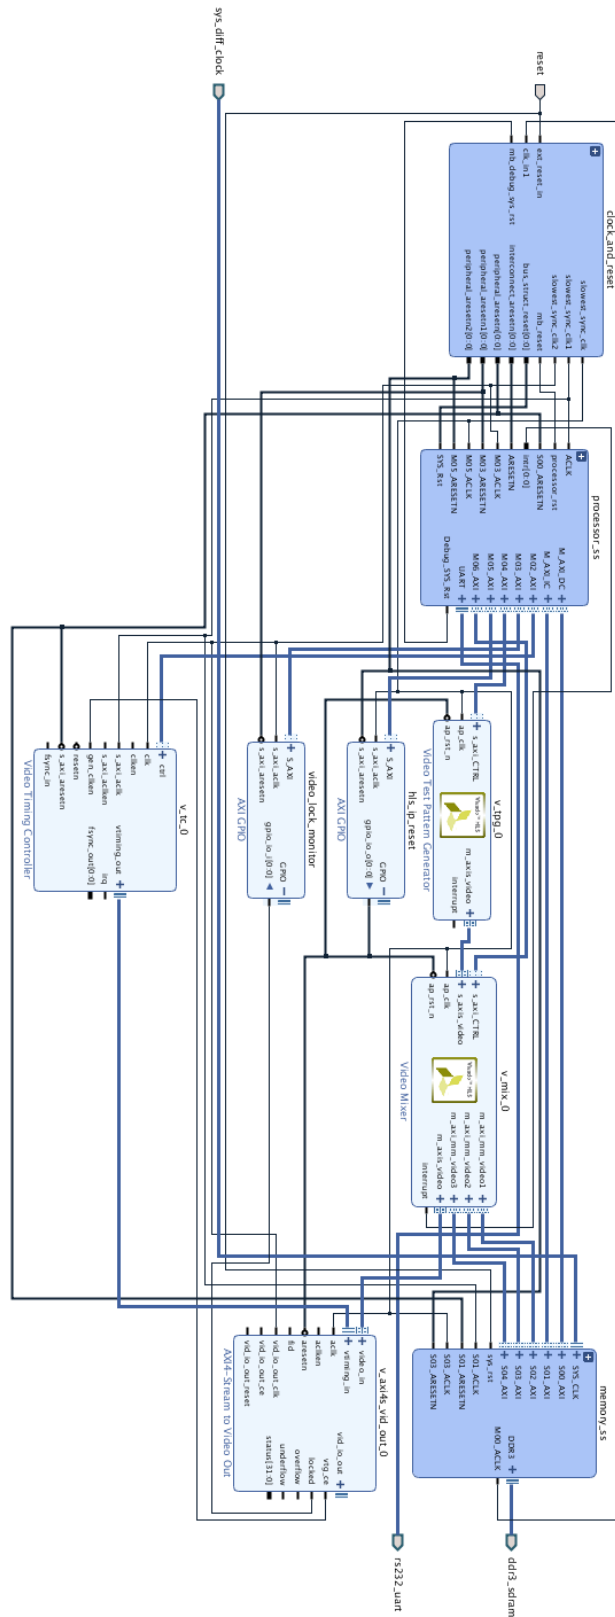 sys_diff_clock
reset
clock_and_reset
ext_reset_in
clk_in1
mb_debug_sys_rst
slowest_sync_clk
slowest_sync_clk1
slowest_sync_clk2
mb_reset
bus_struct_reset[0:0]
interconnect_aresetn[0:0]
peripheral_aresetn[0:0]
peripheral_aresetn1[0:0]
peripheral_aresetn2[0:0]
processor_ss
ACLK
processor_rst
S00_ARESETN
intr[0:0]
ARESETN
M03_ACLK
M03_ARESETN
M05_ACLK
M05_ARESETN
SYS_Rst
M_AXI_DC
M_AXI_IC
M02_AXI
M03_AXI
M04_AXI
M05_AXI
M06_AXI
UART
Debug_SYS_Rst
v_tpg_0
s_axi_CTRL
ap_clk
ap_rst_n
Vivado™ HLS
m_axis_video
interrupt
Video Test Pattern Generator
hls_ip_reset
S_AXI
s_axi_aclk
s_axi_aresetn
GPIO
gpio_io_o[0:0]
AXI GPIO
video_lock_monitor
S_AXI
s_axi_aclk
s_axi_aresetn
GPIO
gpio_io_i[0:0]
AXI GPIO
v_tc_0
ctrl
clk
clken
s_axi_aclk
s_axi_aclken
gen_clken
resetn
s_axi_aresetn
fsync_in
vtiming_out
irq
fsync_out[0:0]
Video Timing Controller
v_mix_0
s_axi_CTRL
s_axis_video
ap_clk
ap_rst_n
Vivado™ HLS
m_axi_mm_video1
m_axi_mm_video2
m_axi_mm_video3
m_axis_video
interrupt
Video Mixer
v_axi4s_vid_out_0
video_in
vtiming_in
aclk
aclken
aresetn
fid
vid_io_out_clk
vid_io_out_ce
vid_io_out_reset
vid_io_out
vtg_ce
locked
overflow
underflow
status[31:0]
AXI4-Stream to Video Out
memory_ss
SYS_CLK
S00_AXI
S01_AXI
S02_AXI
S03_AXI
S04_AXI
sys_rst
S01_ACLK
S01_ARESETN
S03_ACLK
S03_ARESETN
DDR3
M00_ACLK
ddr3_sdram
rs232_uart